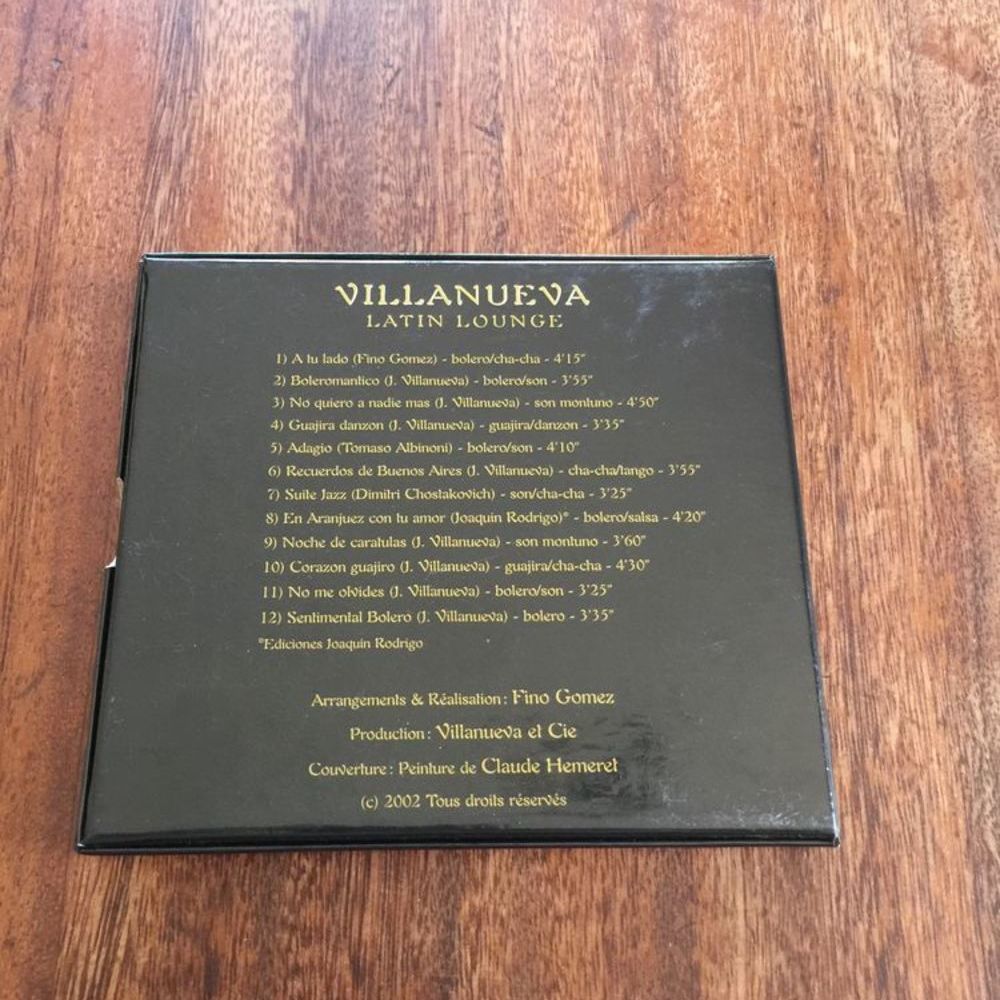 VILLANUEVA
LATIN LOUNGE
1) A tu lado (Fino Gomez) - bolero/cha-cha - 4'15"
2) Boleromantico (J. Villanueva) - bolero/son - 3'55"
3) No quiero a nadie mas (J. Villanueva) - son montuno - 4'50"
4) Guajira danzon (J. Villanueva) - guajira/danzon - 3'35"
5) Adagio (Tomaso Albinoni) - bolero/son - 4'10"
6) Recuerdos de Buenos Aires (J. Villanueva) - cha-cha/tango - 3'55"
7) Suite Jazz (Dimitri Chostakovich) - son/cha-cha - 3'25"
8) En Aranjuez con tu amor (Joaquin Rodrigo)* - bolero/salsa - 4'20"
9) Noche de caratulas (J. Villanueva) - son montuno - 3'60"
10) Corazon guajiro (J. Villanueva) - guajira/cha-cha - 4'30"
11) No me olvides (J. Villanueva) - bolero/son - 3'25"
12) Sentimental Bolero (J. Villanueva) - bolero - 3'35"
*Ediciones Joaquin Rodrigo
Arrangements & Réalisation : Fino Gomez
Production : Villanueva et Cie
Couverture : Peinture de Claude Hemeret
(c) 2002 Tous droits réservés